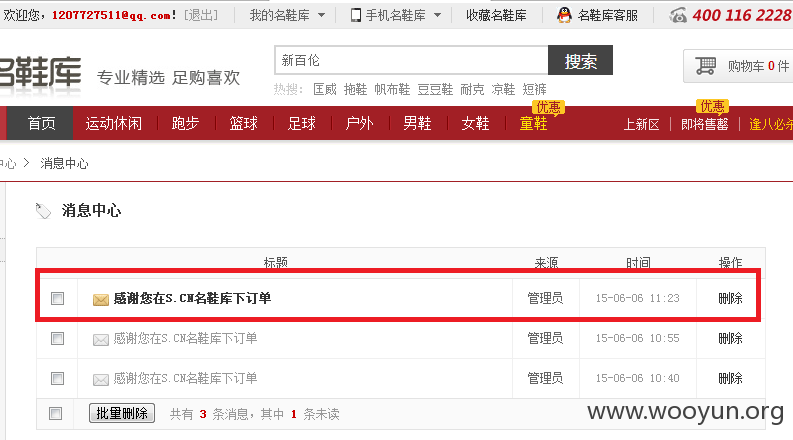 欢迎您，1207727511@qq.com！[退出] 我的名鞋库 手机名鞋库 收藏名鞋库 名鞋库客服 400 116 2228
名鞋库 专业精选 足购喜欢
新百伦 搜索 购物车 0 件
热搜： 匡威 拖鞋 帆布鞋 豆豆鞋 耐克 凉鞋 短裤
优惠 优惠
首页 运动休闲 跑步 篮球 足球 户外 男鞋 女鞋 童鞋 上新区 即将售罄 逢八必杀
中心 > 消息中心
消息中心
标题 来源 时间 操作
感谢您在S.CN名鞋库下订单 管理员 15-06-06 11:23 删除
感谢您在S.CN名鞋库下订单 管理员 15-06-06 10:55 删除
感谢您在S.CN名鞋库下订单 管理员 15-06-06 10:40 删除
批量删除 共有 3 条消息，其中 1 条未读
www.wooyun.org